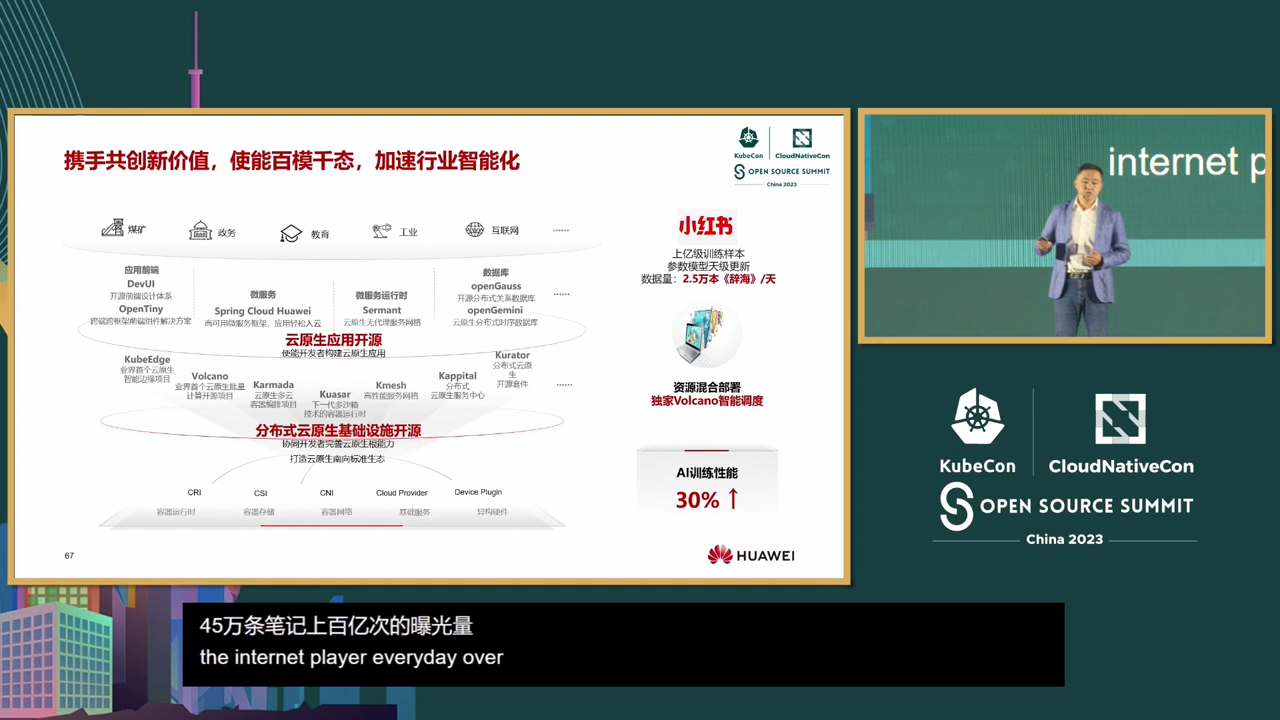 携手共创新价值，使能百模千态，加速行业智能化
KubeCon
CloudNativeCon
OPEN SOURCE SUMMIT
China 2023
煤矿
政务
教育
工业
互联网
······
应用前端
DevUI
开源前端设计体系
OpenTiny
跨端跨框架前端组件解决方案
微服务
Spring Cloud Huawei
高可用微服务框架，应用轻松入云
微服务运行时
Sermant
云原生无代理服务网格
数据库
openGauss
开源分布式关系数据库
openGemini
云原生分布式时序数据库
······
云原生应用开源
使能开发者构建云原生应用
KubeEdge
业界首个云原生
智能边缘项目
Volcano
业界首个云原生批量
计算开源项目
Karmada
云原生多云
容器编排项目
Kuasar
下一代多沙箱
技术的容器运行时
Kmesh
高性能服务网格
Kappital
分布式
云原生服务中心
Kurator
分布式云原
生
开源套件
······
分布式云原生基础设施开源
协同开发者完善云原生根能力
打造云原生南向标准生态
CRI
CSI
CNI
Cloud Provider
Device Plugin
容器运行时
容器存储
容器网络
基础服务
异构硬件
小红书
上亿级训练样本
参数模型天级更新
数据量：2.5万本《辞海》/天
资源混合部署
独家Volcano智能调度
AI训练性能
30% ↑
67
HUAWEI
internet p
KubeCon
CloudNativeCon
OPEN SOURCE SUMMIT
China 2023
45万条笔记上百亿次的曝光量
the internet player everyday over